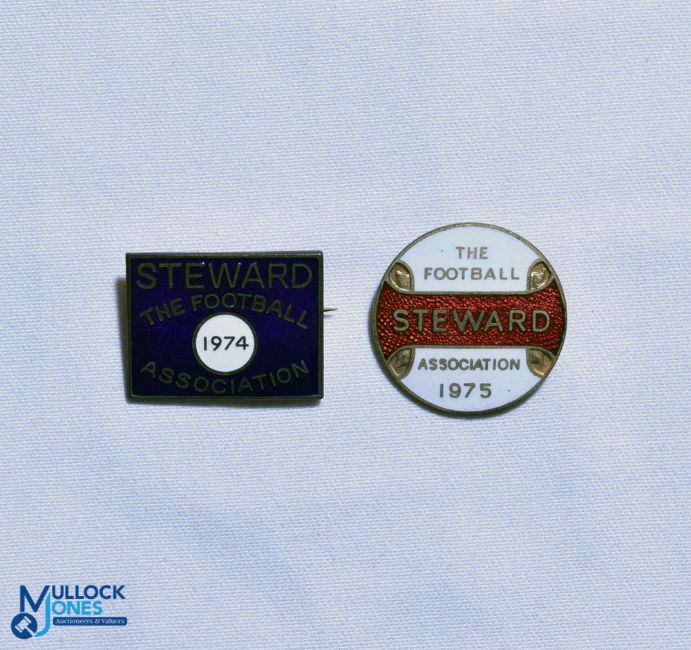 STEWARD
THE FOOTBALL
1974
ASSOCIATION
THE
FOOTBALL
STEWARD
ASSOCIATION
1975
MULLOCK
JONES
Auctioneers & Valuers